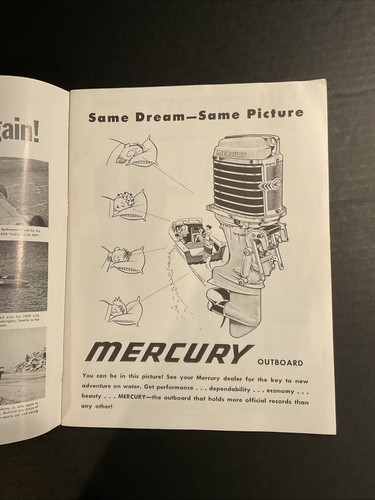 gain!
Same Dream—Same Picture
MERCURY
MERCURY OUTBOARD
You can be in this picture! See your Mercury dealer for the key to new
adventure on water. Get performance . . . dependability . . . economy . . .
beauty . . . MERCURY—the outboard that holds more official records than
any other!